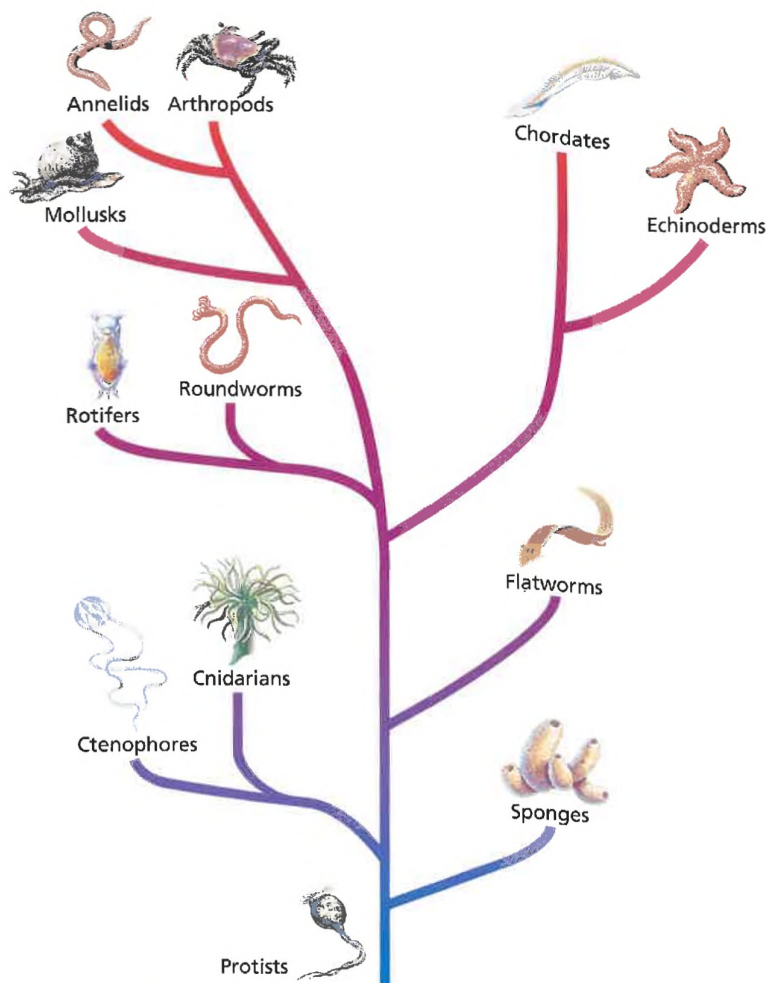 Annelids
Arthropods
Chordates
Mollusks
Echinoderms
Roundworms
Rotifers
Flatworms
Cnidarians
Ctenophores
Sponges
Protists